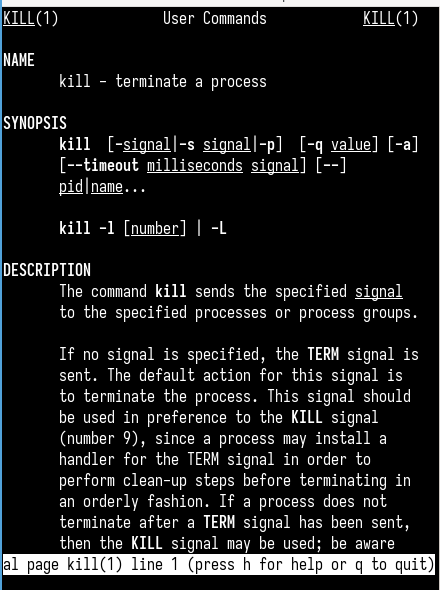 KILL(1) User Commands KILL(1)
NAME
kill - terminate a process
SYNOPSIS
kill [-signal|-s signal|-p] [-q value] [-a]
[--timeout milliseconds signal] [--]
pid|name...
kill -l [number] | -L
DESCRIPTION
The command kill sends the specified signal
to the specified processes or process groups.
If no signal is specified, the TERM signal is
sent. The default action for this signal is
to terminate the process. This signal should
be used in preference to the KILL signal
(number 9), since a process may install a
handler for the TERM signal in order to
perform clean-up steps before terminating in
an orderly fashion. If a process does not
terminate after a TERM signal has been sent,
then the KILL signal may be used; be aware
al page kill(1) line 1 (press h for help or q to quit)